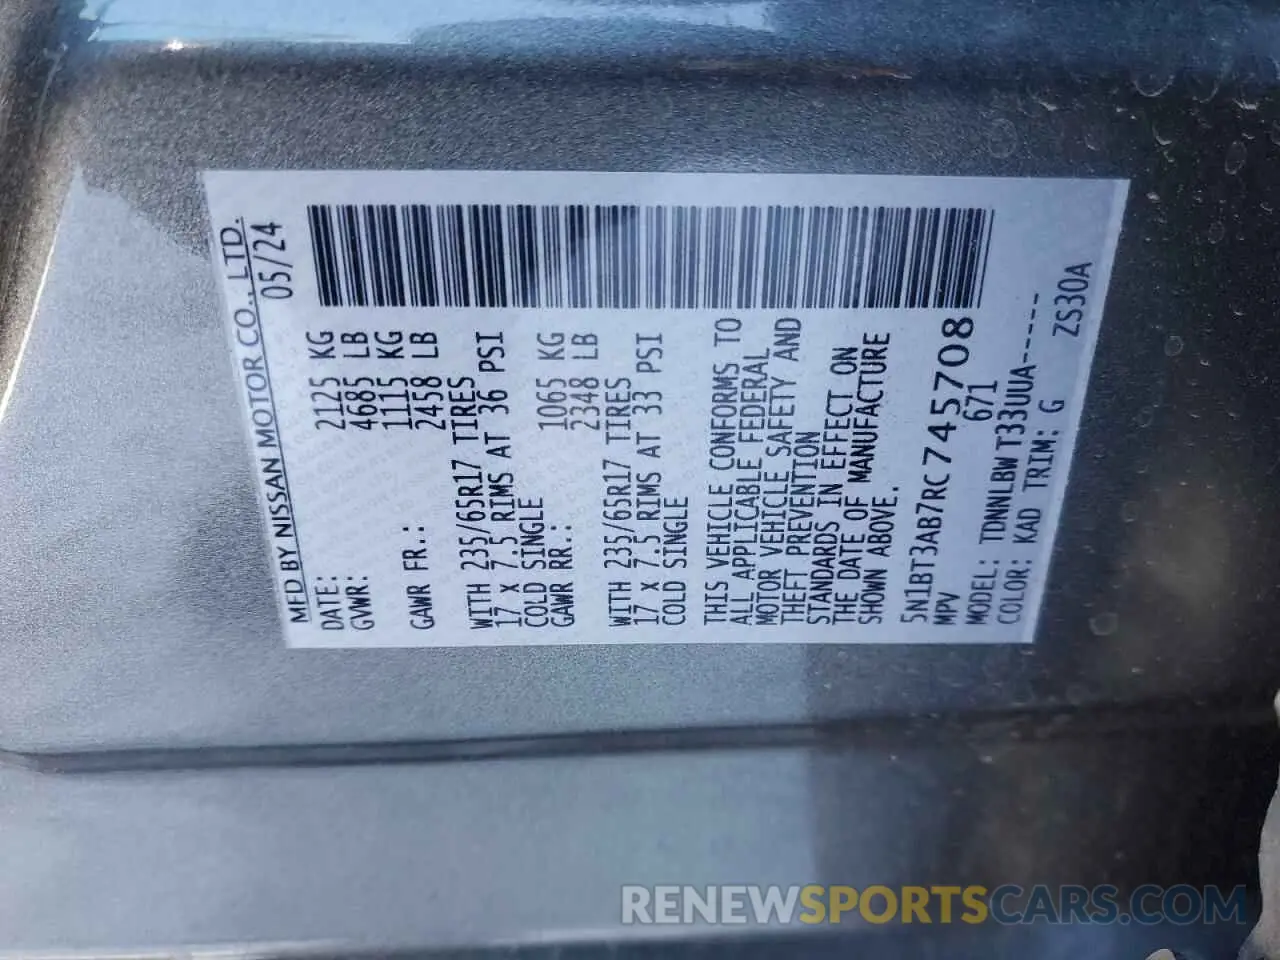 MFD BY NISSAN MOTOR CO., LTD.
DATE: 05/24
GVWR: 2125 KG
4685 LB
GAWR FR.: 1115 KG
2458 LB
WITH 235/65R17 TIRES
17 X 7.5 RIMS AT 36 PSI
COLD SINGLE
GAWR RR.: 1065 KG
2348 LB
WITH 235/65R17 TIRES
17 X 7.5 RIMS AT 33 PSI
COLD SINGLE
THIS VEHICLE CONFORMS TO
ALL APPLICABLE FEDERAL
MOTOR VEHICLE SAFETY AND
THEFT PREVENTION
STANDARDS IN EFFECT ON
THE DATE OF MANUFACTURE
SHOWN ABOVE.
5N1BT3AB7RC745708
MPV 671
MODEL: TDNNLBW T33UUA-----
COLOR: KAD TRIM: G ZS30A
RENEWSPORTSCARS.COM